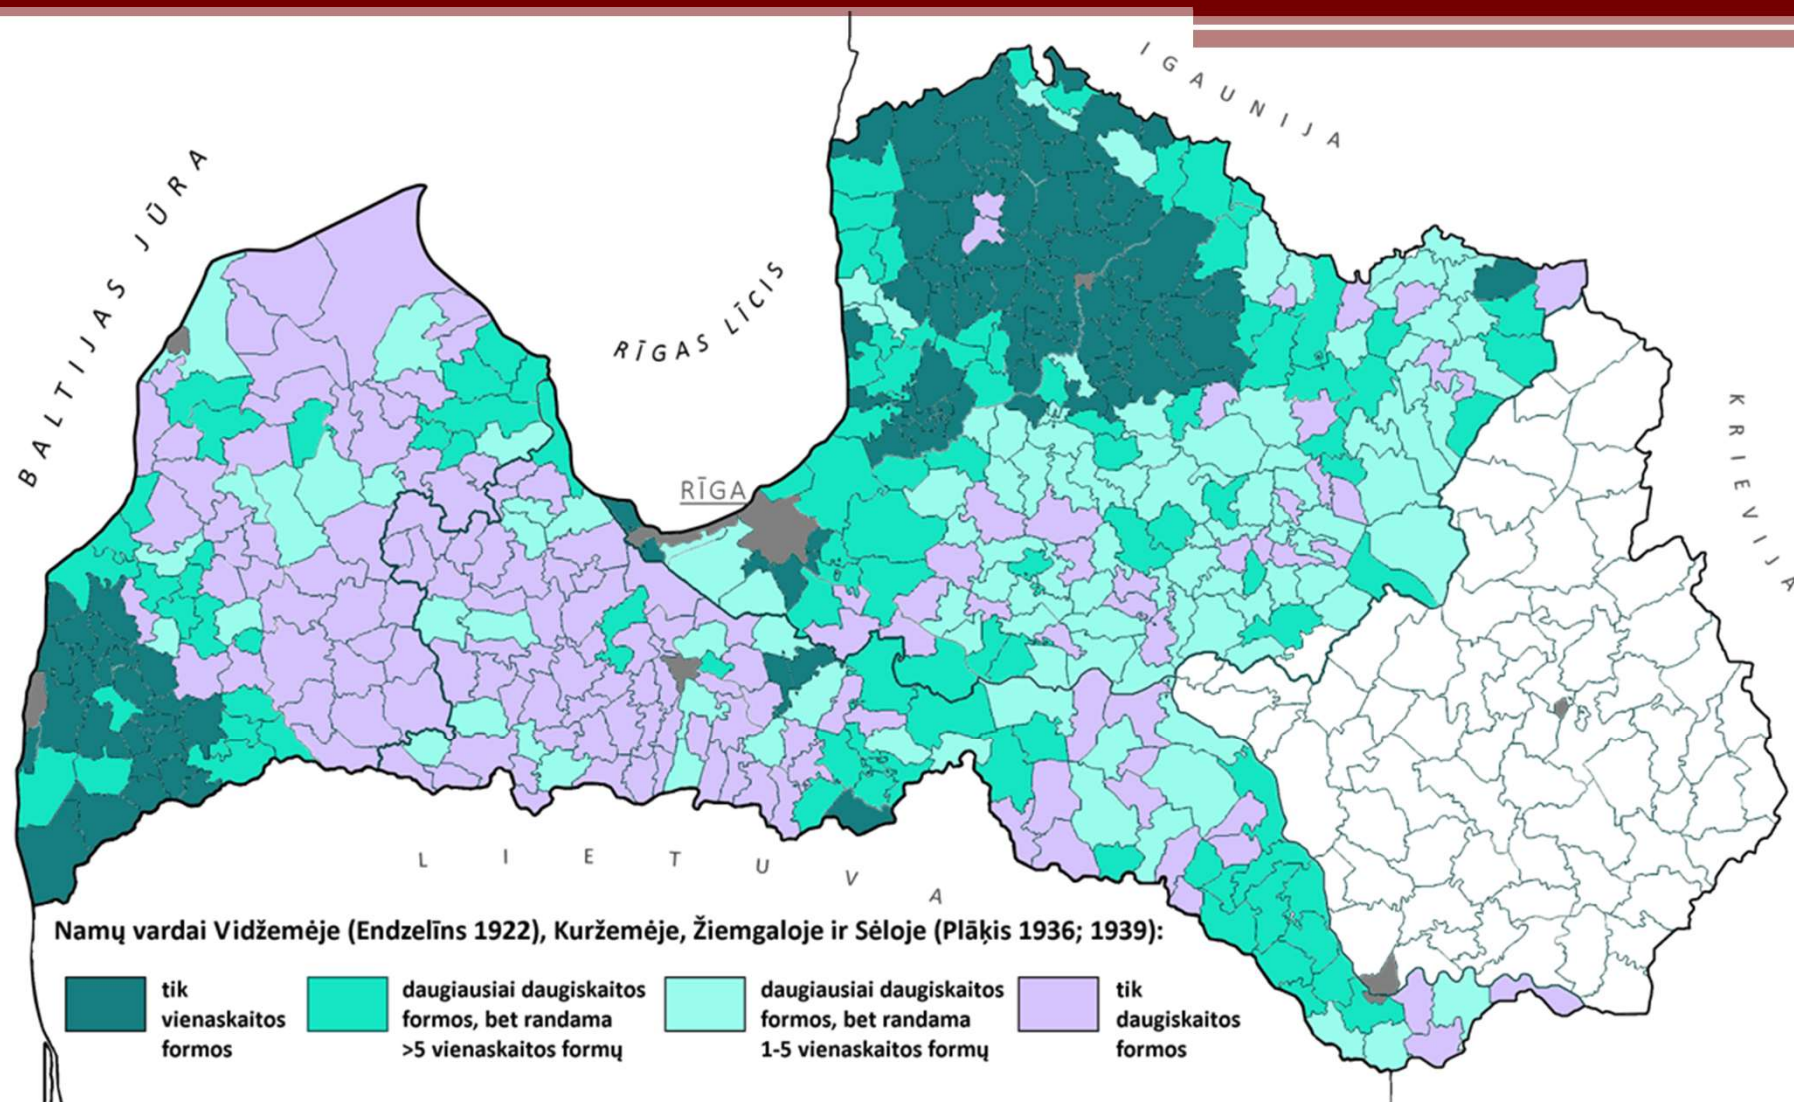 IGAUNIJA
BALTIJAS JŪRA
RĪGAS LĪCIS
RĪGA
KRIEVIJA
LIETUVA
Namų vardai Vidžemėje (Endzelīns 1922), Kuržemėje, Žiemgaloje ir Sėloje (Plāķis 1936; 1939):
tik
vienaskaitos
formos
daugiausiai daugiskaitos
formos, bet randama
>5 vienaskaitos formų
daugiausiai daugiskaitos
formos, bet randama
1-5 vienaskaitos formų
tik
daugiskaitos
formos